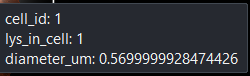 cell_id: 1
lys_in_cell: 1
diameter_um: 0.5699999928474426